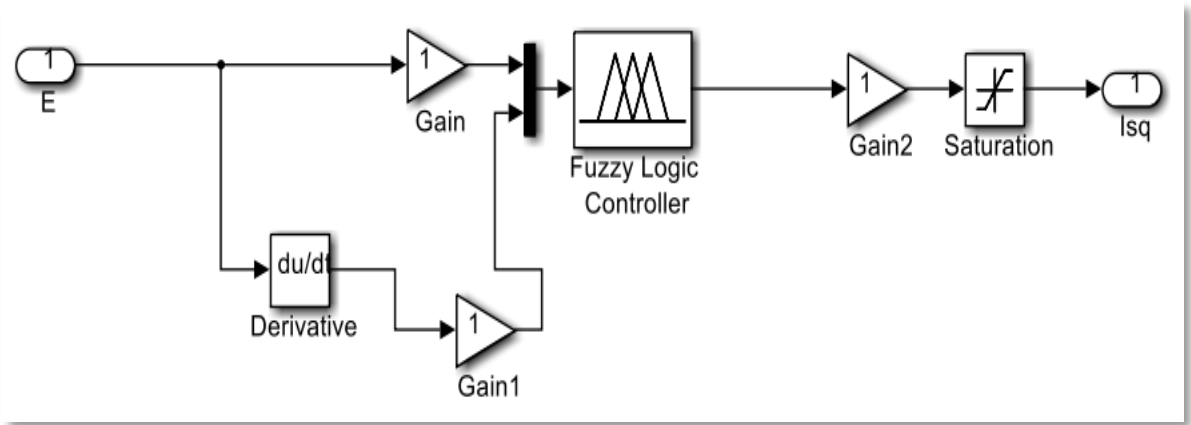 1
E
1
Gain
Fuzzy Logic
Controller
1
Gain2
Saturation
1
Isq
du/dt
Derivative
1
Gain1